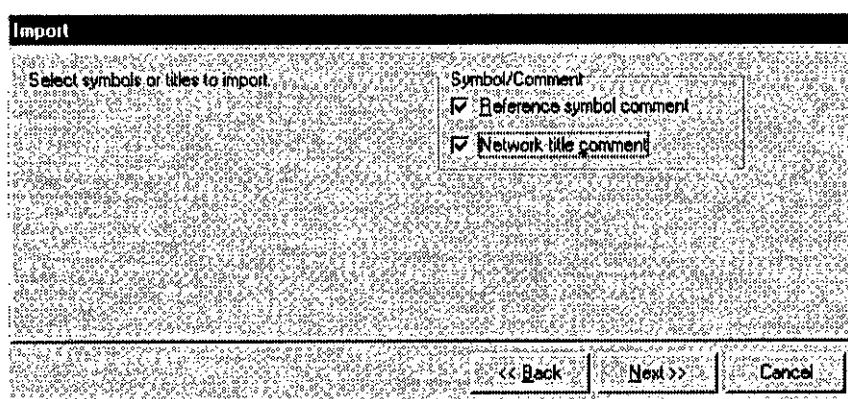 Import
Select symbols or titles to import.
Symbol/Comment
Reference symbol comment
Network title comment
<< Back
Next >>
Cancel